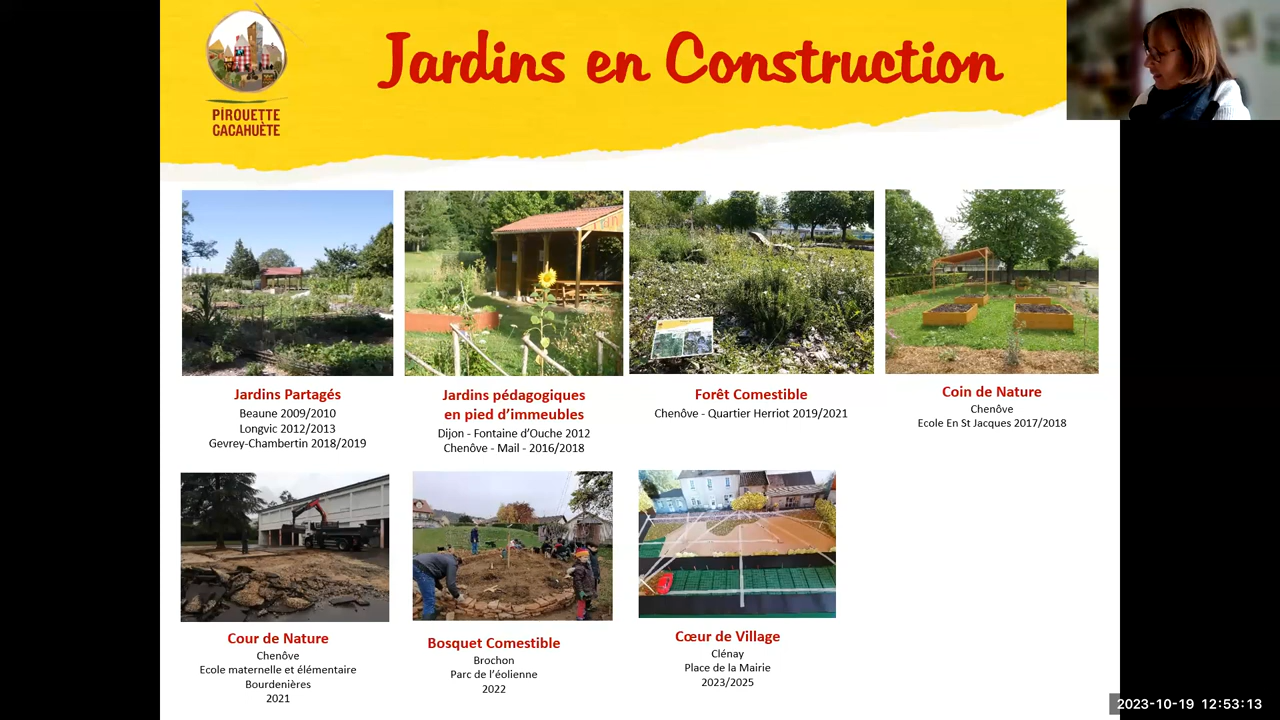 PIROUETTE
CACAHUÈTE
Jardins en Construction
Jardins Partagés
Beaune 2009/2010
Longvic 2012/2013
Gevrey-Chambertin 2018/2019
Jardins pédagogiques
en pied d’immeubles
Dijon - Fontaine d’Ouche 2012
Chenôve - Mail - 2016/2018
Forêt Comestible
Chenôve - Quartier Herriot 2019/2021
Coin de Nature
Chenôve
Ecole En St Jacques 2017/2018
Cour de Nature
Chenôve
Ecole maternelle et élémentaire
Bourdenières
2021
Bosquet Comestible
Brochon
Parc de l’éolienne
2022
Cœur de Village
Clénay
Place de la Mairie
2023/2025
2023-10-19 12:53:13